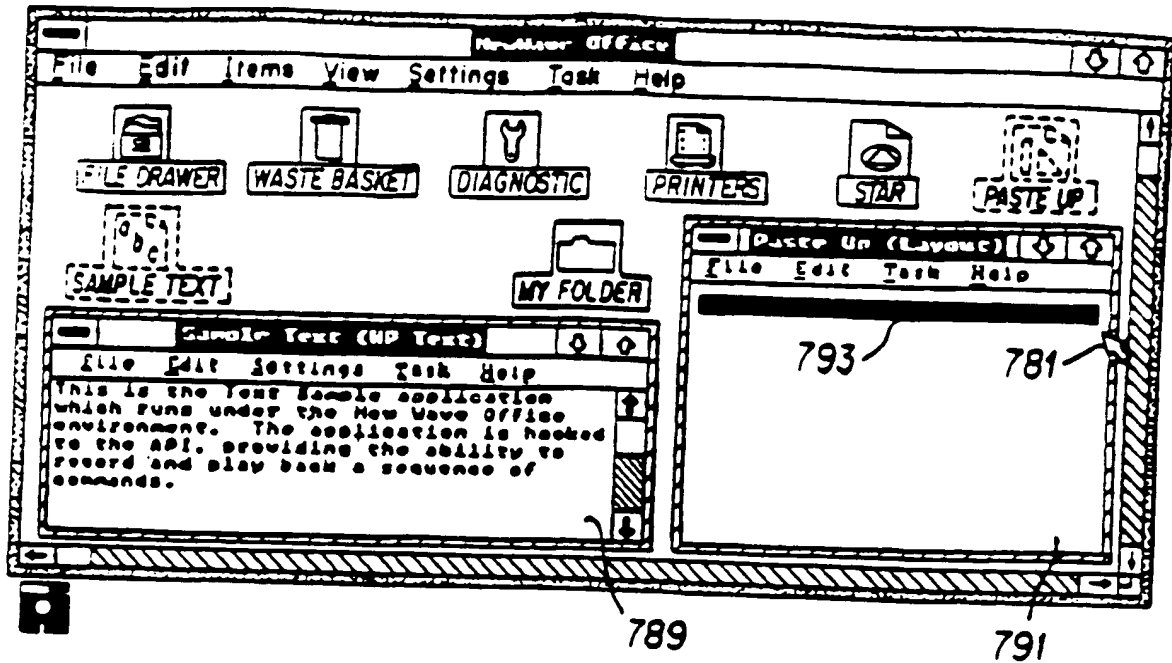 NewWave Office
File Edit Items View Settings Task Help
FILE DRAWER WASTE BASKET DIAGNOSTIC PRINTERS STAR PASTE UP
SAMPLE TEXT MY FOLDER
Paste Up (Layout)
File Edit Task Help
793 781
Sample Text (HP Text)
File Edit Settings Task Help
This is the Text Sample application
which runs under the New Wave Office
environment. The application is hooked
to the API, providing the ability to
record and play back a sequence of
commands.
789 791